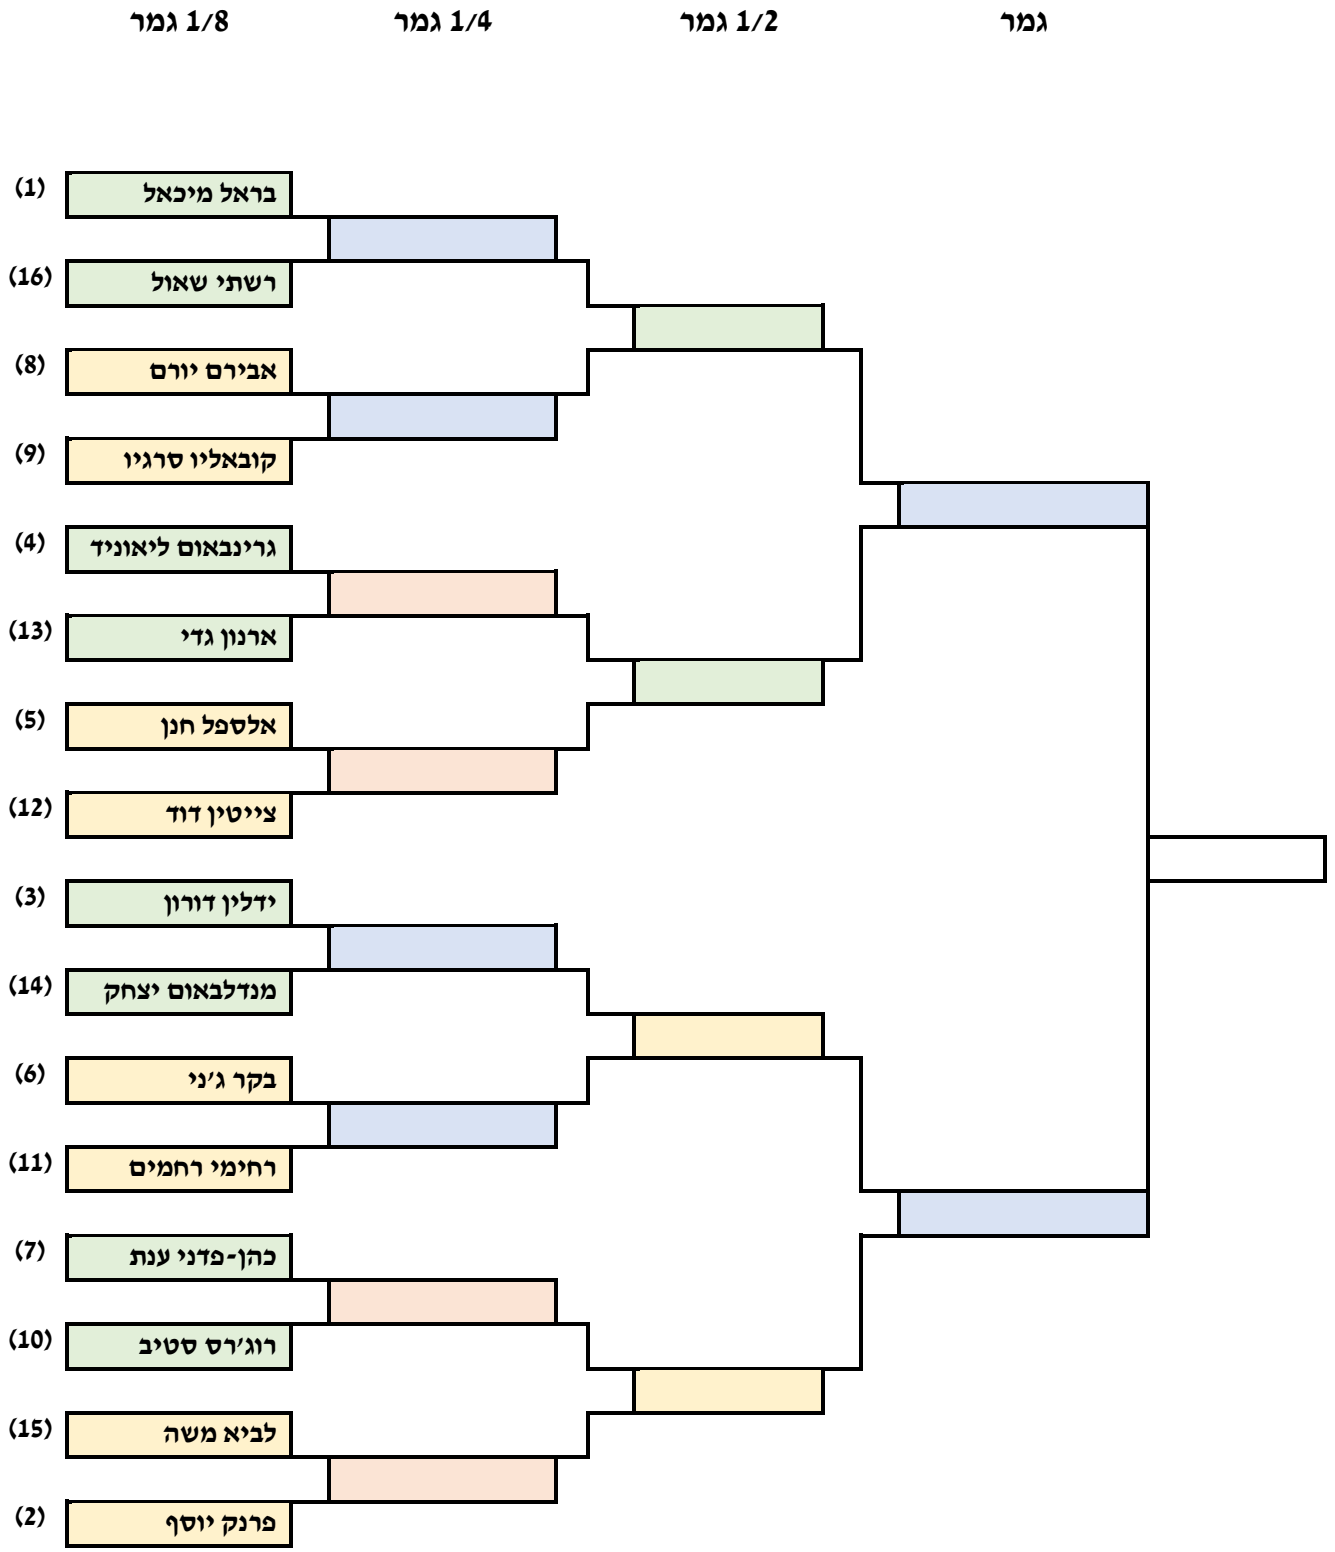 1/8 גמר 1/4 גמר 1/2 גמר גמר
(1) בראל מיכאל
(16) רשתי שאול
(8) אבירם יורם
(9) קובאליו סרגיו
(4) גרינבאום ליאוניד
(13) ארנון גדי
(5) אלספל חנן
(12) צייטין דוד
(3) ידלין דורון
(14) מנדלבאום יצחק
(6) בקר ג'ני
(11) רחימי רחמים
(7) כהן-פדני ענת
(10) רוג'רס סטיב
(15) לביא משה
(2) פרנק יוסף